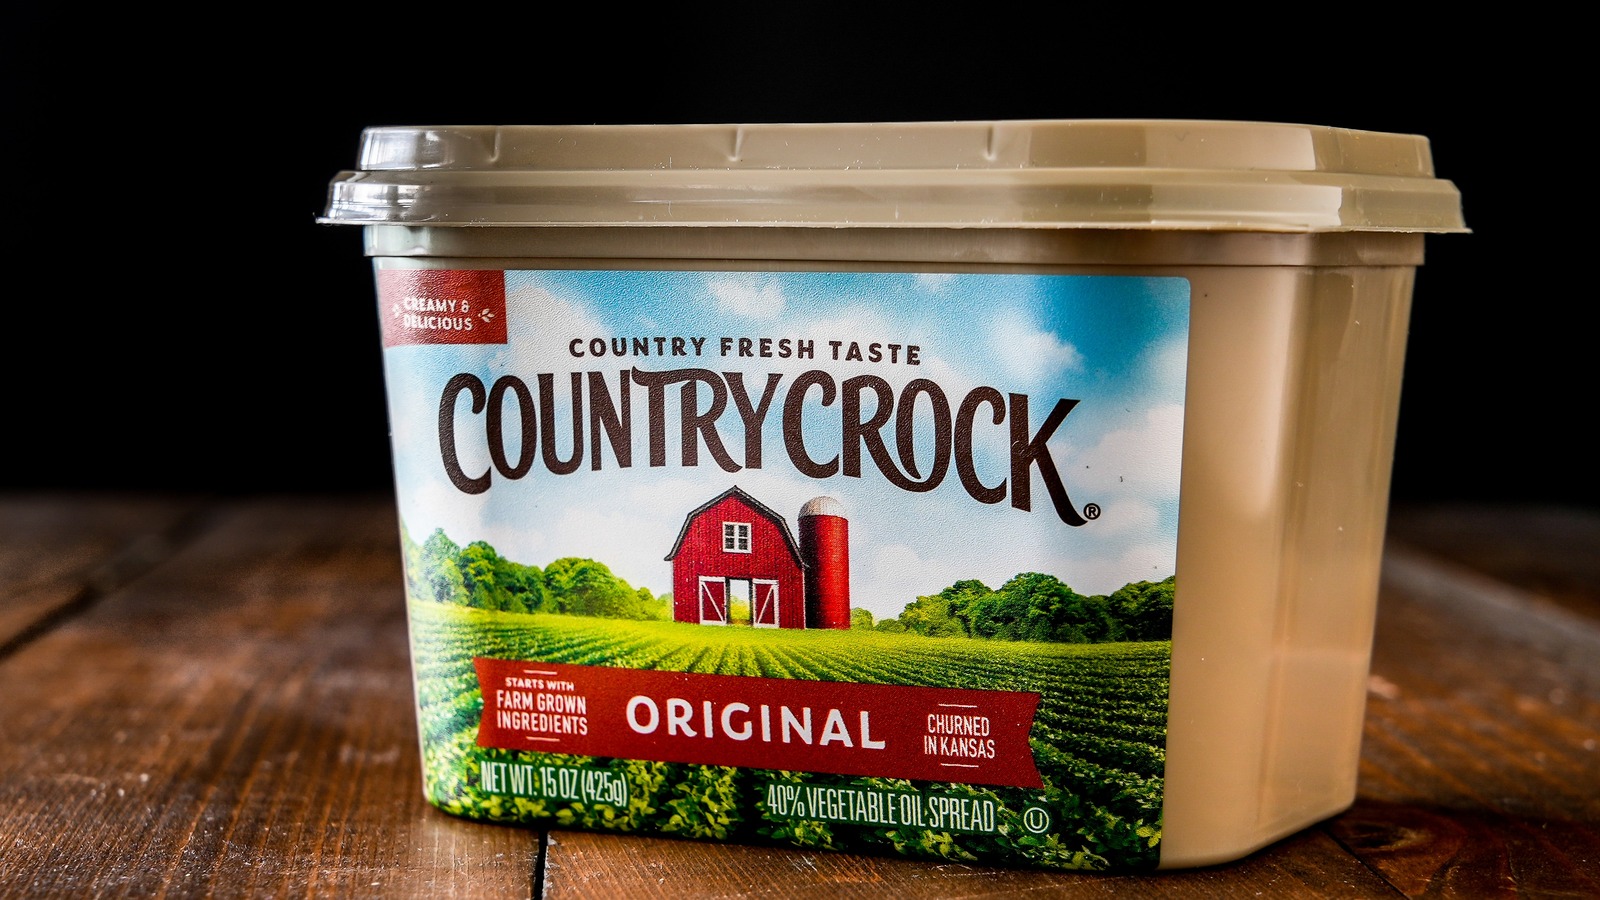 CREAMY &
DELICIOUS
COUNTRY FRESH TASTE
COUNTRY CROCK®
STARTS WITH
FARM GROWN
INGREDIENTS
ORIGINAL
CHURNED
IN KANSAS
NET WT. 15 OZ (425g)
40% VEGETABLE OIL SPREAD
U